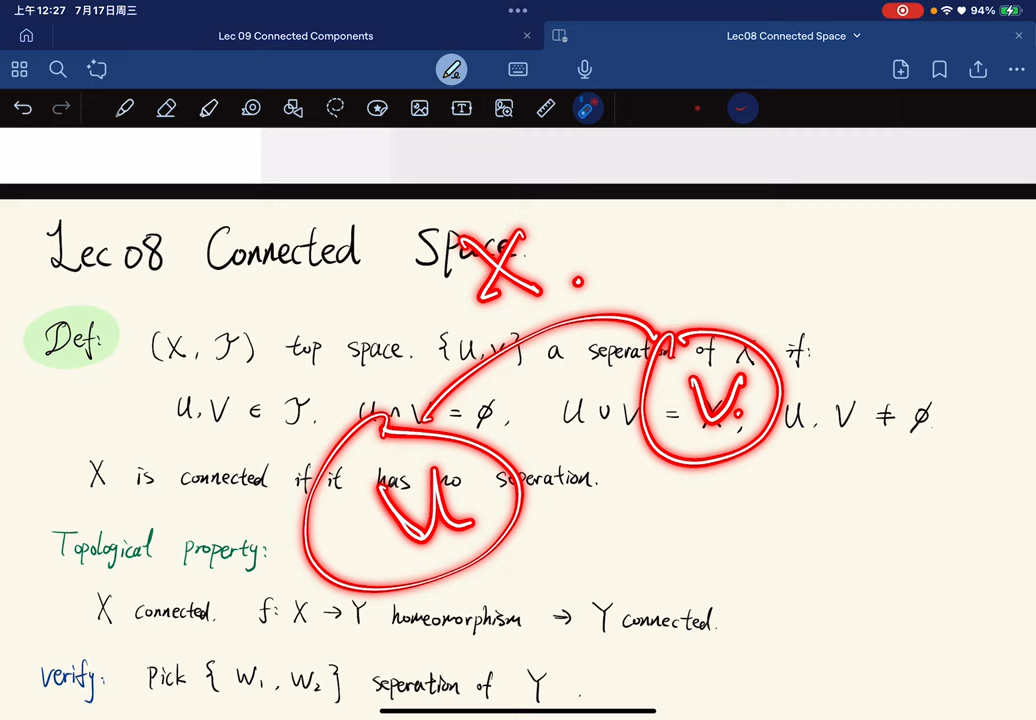 上午12:27 7月17日周三
94%
Lec 09 Connected Components
Lec08 Connected Space
Lec 08 Connected Space.
X.
Def: (X, 𝒯) top space. {U, V} a seperation of X if:
U, V ∈ 𝒯. U ∩ V = ∅, U ∪ V = X, U, V ≠ ∅.
V.
X is connected if it has no seperation.
U
Topological property:
X connected. f: X → Y homeomorphism ⇒ Y connected.
verify: Pick { W₁, W₂ } seperation of Y.